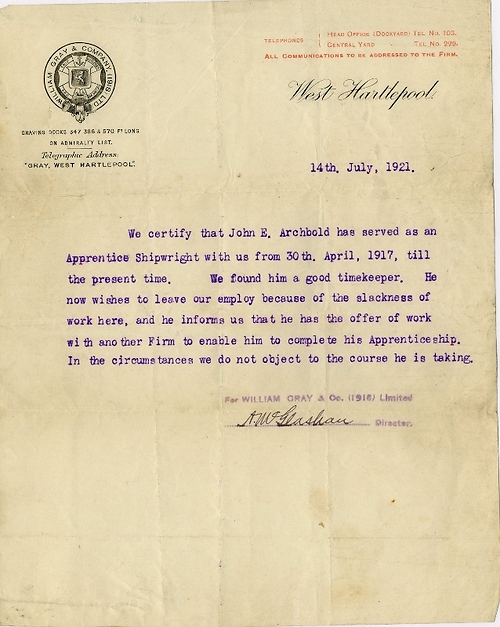 TELEPHONES { HEAD OFFICE (DOCKYARD) TEL NO. 103.
CENTRAL YARD - TEL NO. 299.
ALL COMMUNICATIONS TO BE ADDRESSED TO THE FIRM.
WILLIAM GRAY & COMPANY (1918) LTD
West Hartlepool.
GRAVING DOCKS 347 386 & 570 FT LONG
ON ADMIRALTY LIST.
Telegraphic Address:
"GRAY, WEST HARTLEPOOL."
14th. July, 1921.
We certify that John E. Archbold has served as an
Apprentice Shipwright with us from 30th. April, 1917, till
the present time. We found him a good timekeeper. He
now wishes to leave our employ because of the slackness of
work here, and he informs us that he has the offer of work
with another Firm to enable him to complete his Apprenticeship.
In the circumstances we do not object to the course he is taking.
For WILLIAM GRAY & Co. (1918) Limited
A. McGlashan Director.